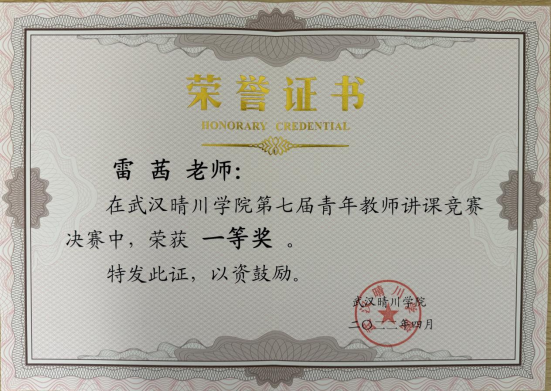 荣誉证书
HONORARY CREDENTIAL
雷 茜 老师：
在武汉晴川学院第七届青年教师讲课竞赛
决赛中，荣获 一等奖 。
特发此证，以资鼓励。
武汉晴川学院
年四月